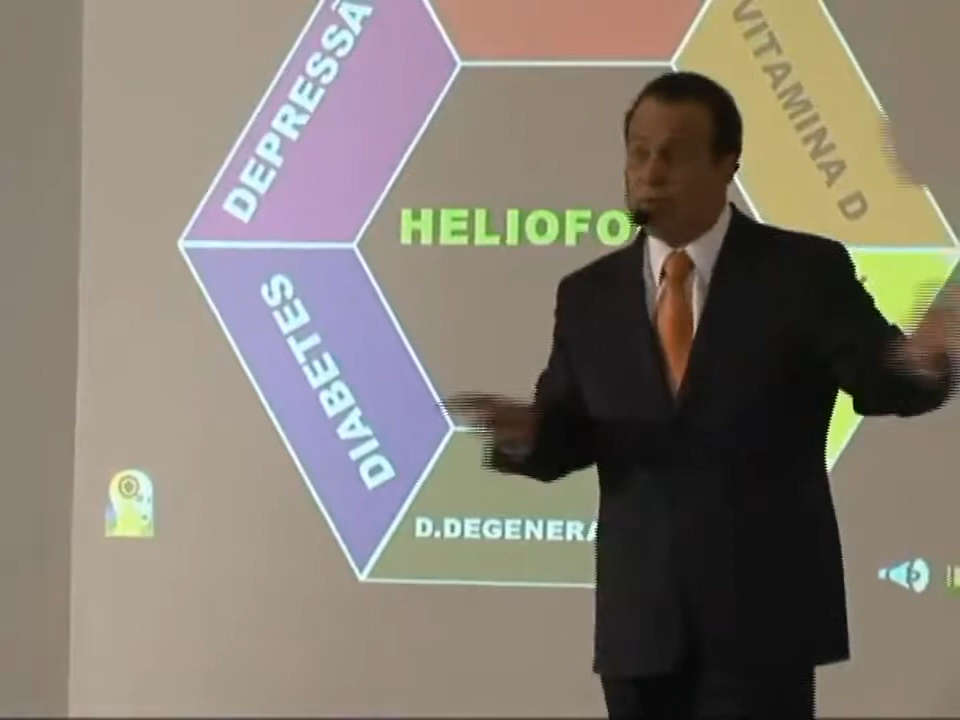 DEPRESSÃ
VITAMINA D
HELIOFO
DIABETES
D.DEGENERA